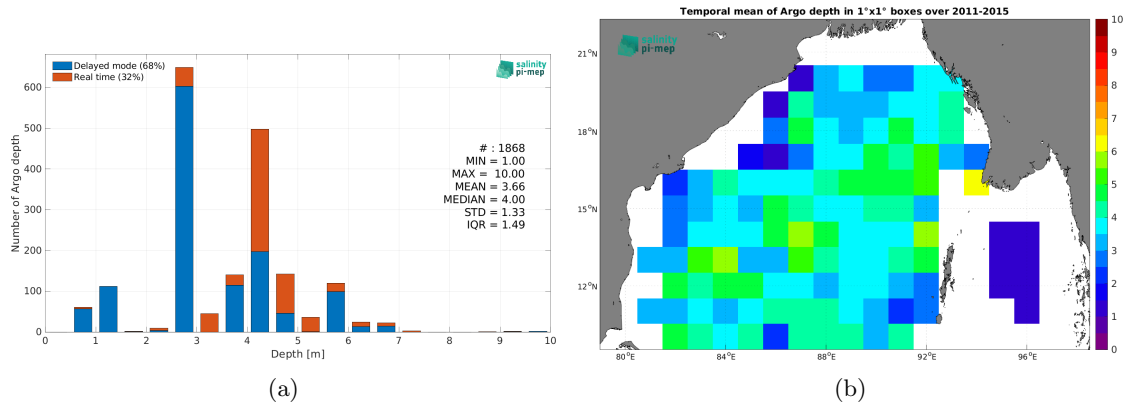 Delayed mode (68%)
Real time (32%)
salinity
pi-mep
# : 1868
MIN = 1.00
MAX = 10.00
MEAN = 3.66
MEDIAN = 4.00
STD = 1.33
IQR = 1.49
Number of Argo depth
600
500
400
300
200
100
0
0 1 2 3 4 5 6 7 8 9 10
Depth [m]
(a)
Temporal mean of Argo depth in 1°x1° boxes over 2011-2015
salinity
pi-mep
21°N
18°N
15°N
12°N
80°E 84°E 88°E 92°E 96°E
10
9
8
7
6
5
4
3
2
1
0
(b)